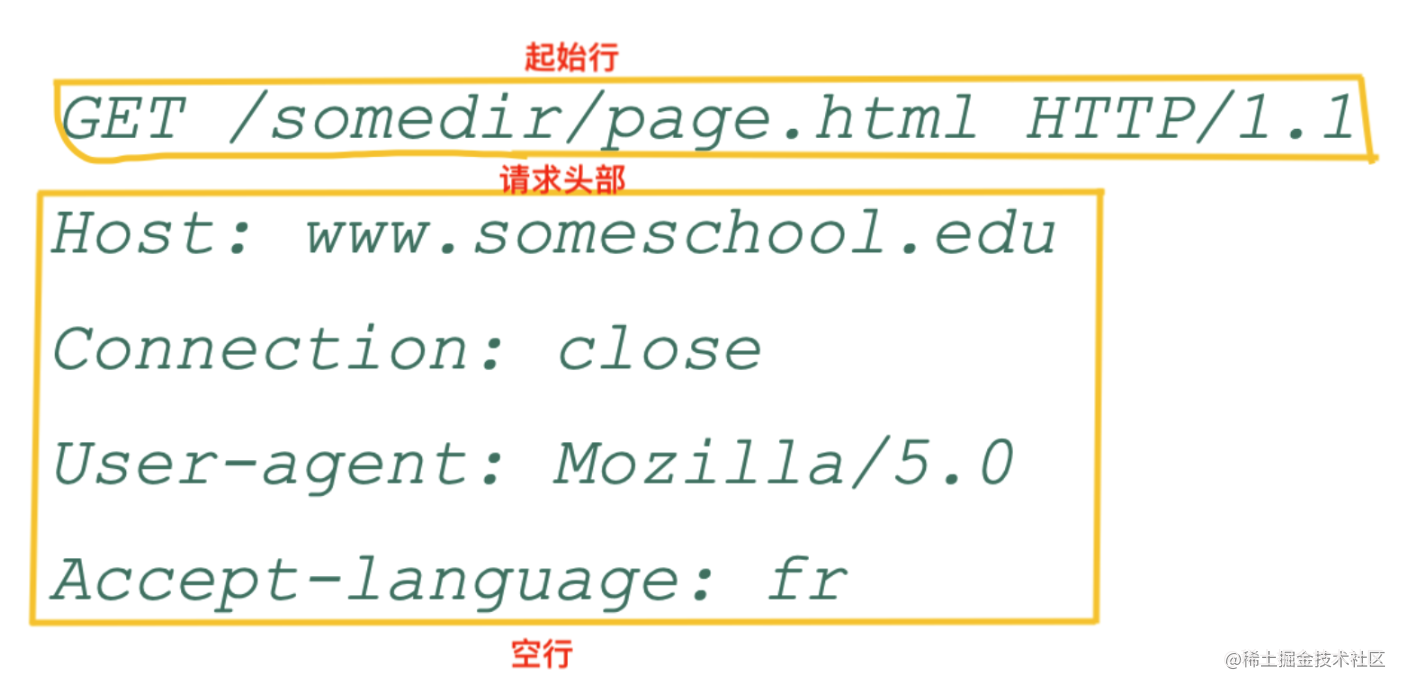 起始行
GET /somedir/page.html HTTP/1.1
请求头部
Host: www.someschool.edu
Connection: close
User-agent: Mozilla/5.0
Accept-language: fr
空行
@稀土掘金技术社区